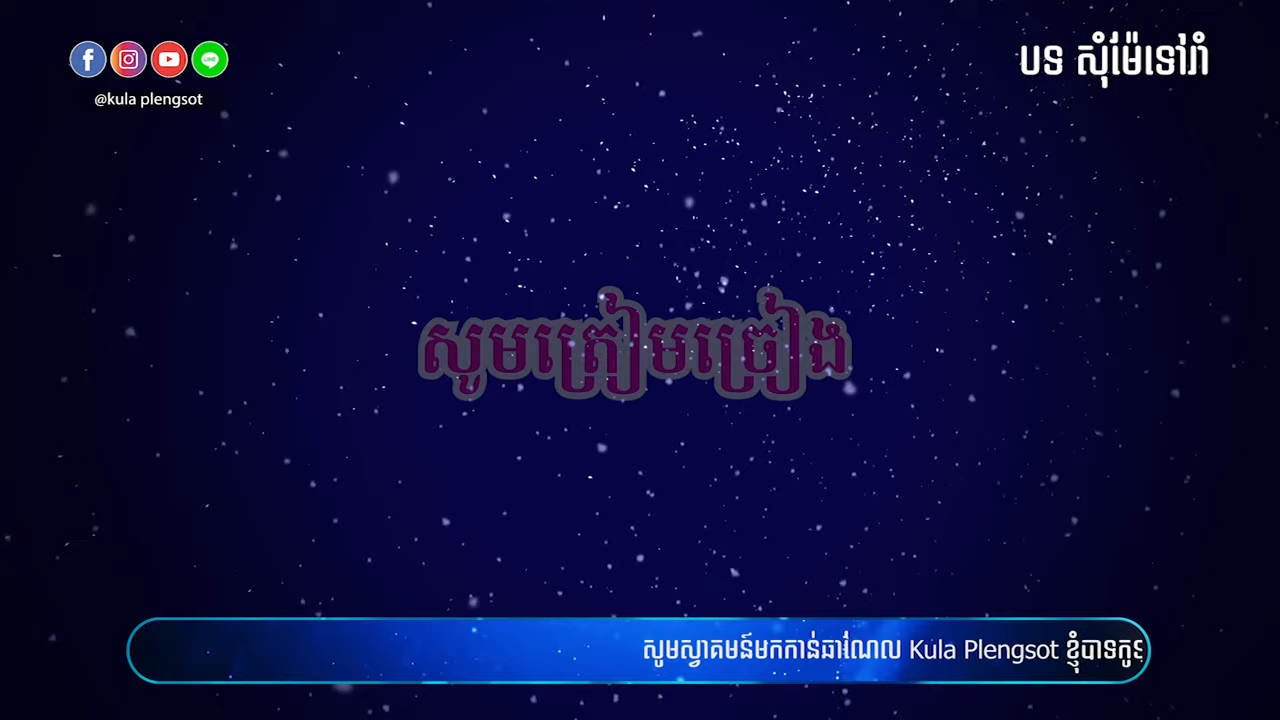 បទ ស៊ុំម៉ែទៅរាំ
@kula plengsot
សូមត្រៀមច្រៀង
សូមស្វាគមន៍មកកាន់ឆាណែល Kula Plengsot ខ្ញុំបាទកូន